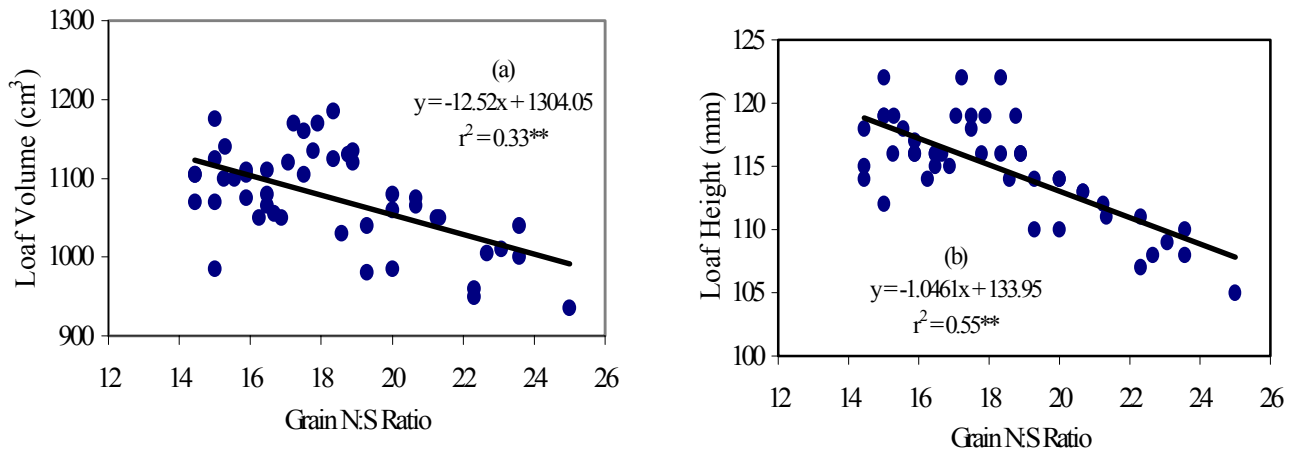 1300
1200
1100
1000
900
Loaf Volume (cm³)
(a)
y = -12.52x + 1304.05
r² = 0.33**
12 14 16 18 20 22 24 26
Grain N:S Ratio
125
120
115
110
105
100
Loaf Height (mm)
(b)
y = -1.0461x + 133.95
r² = 0.55**
12 14 16 18 20 22 24 26
Grain N:S Ratio